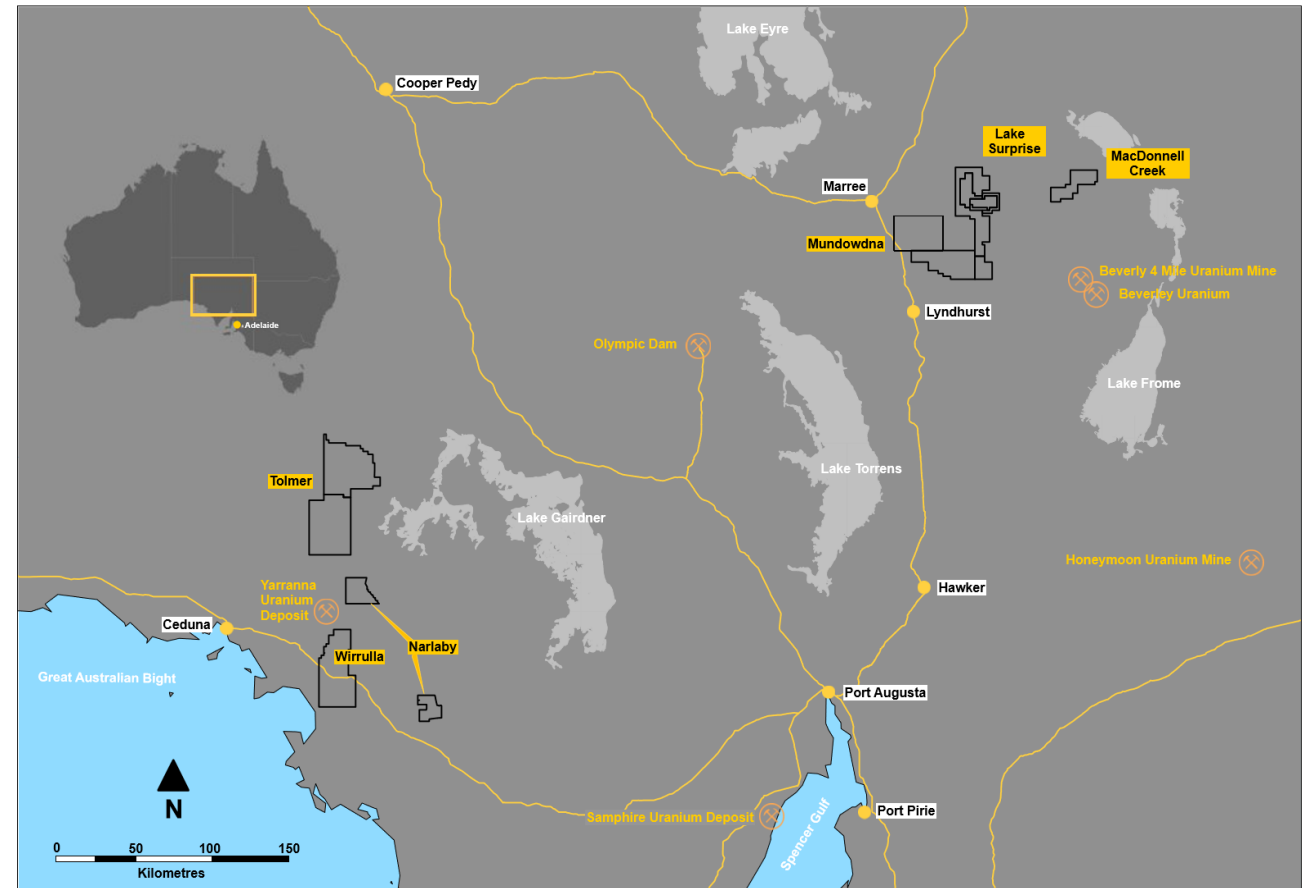 Lake Eyre
Cooper Pedy
Lake
Surprise
MacDonnell
Creek
Marree
Mundowdna
Beverly 4 Mile Uranium Mine
Beverley Uranium
Lyndhurst
Adelaide
Olympic Dam
Lake Frome
Lake Torrens
Tolmer
Lake Gairdner
Honeymoon Uranium Mine
Yarranna
Uranium
Deposit
Hawker
Ceduna
Narlaby
Wirrulla
Great Australian Bight
Port Augusta
N
Samphire Uranium Deposit
Spencer Gulf
Port Pirie
0 50 100 150
Kilometres